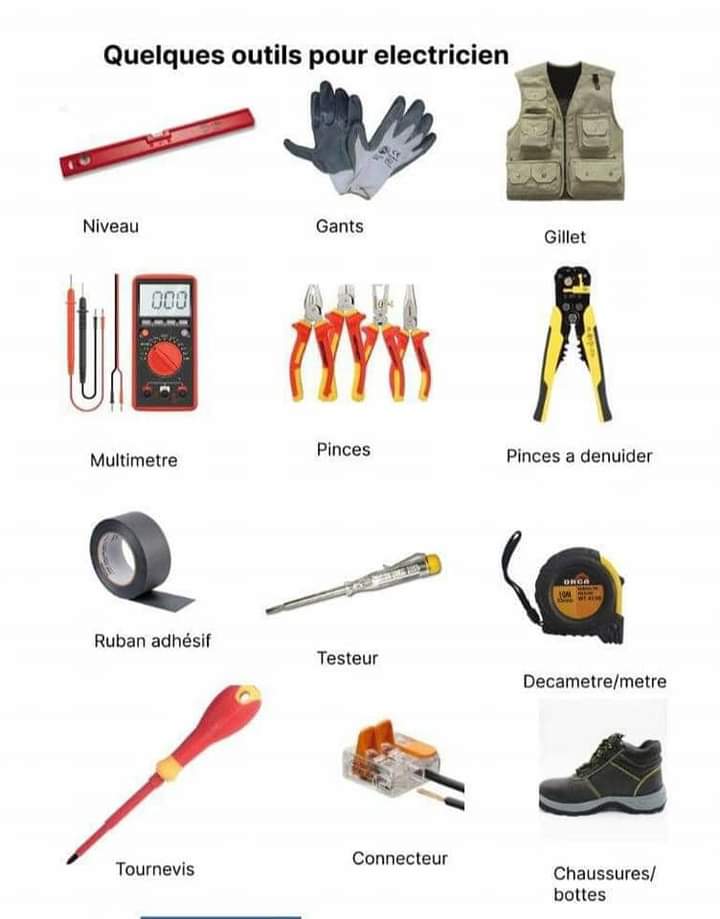 Quelques outils pour electricien
Niveau
Gants
Gillet
000
Multimetre
Pinces
Pinces a denuider
ORCA
10M
Ruban adhésif
Testeur
Decametre/metre
Tournevis
Connecteur
Chaussures/
bottes